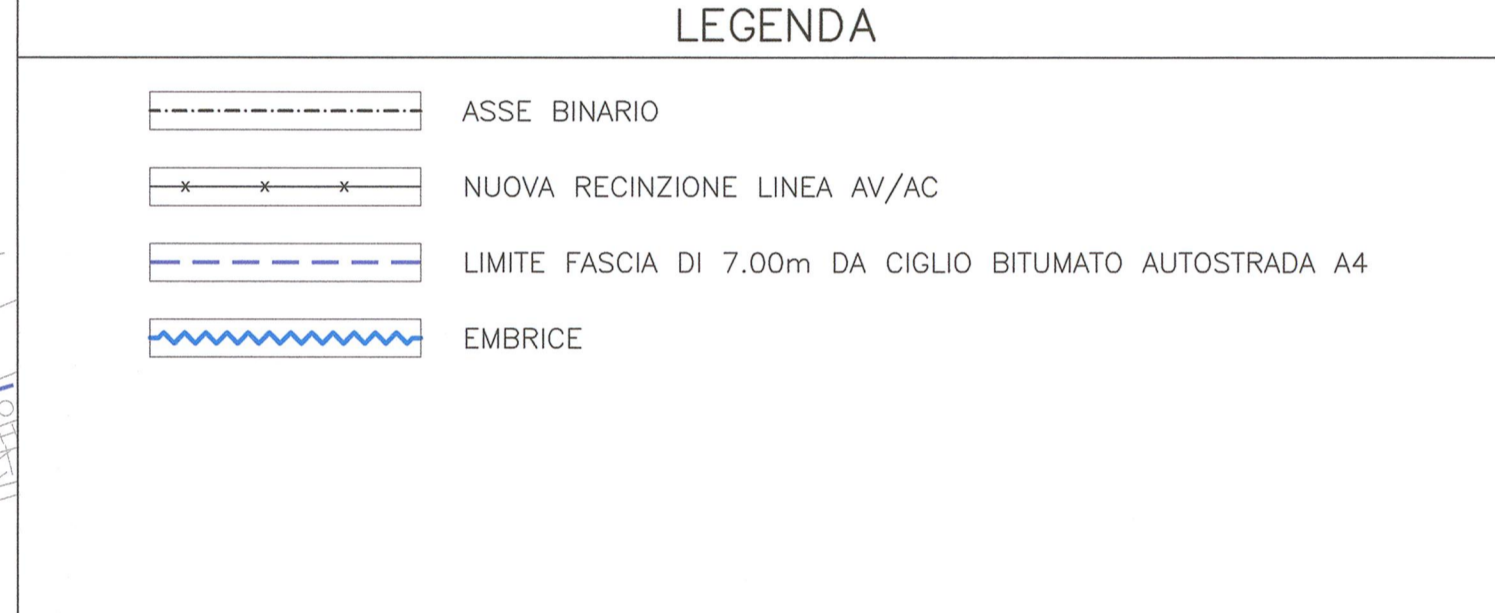 LEGENDA
ASSE BINARIO
x x x
NUOVA RECINZIONE LINEA AV/AC
LIMITE FASCIA DI 7.00m DA CIGLIO BITUMATO AUTOSTRADA A4
EMBRICE